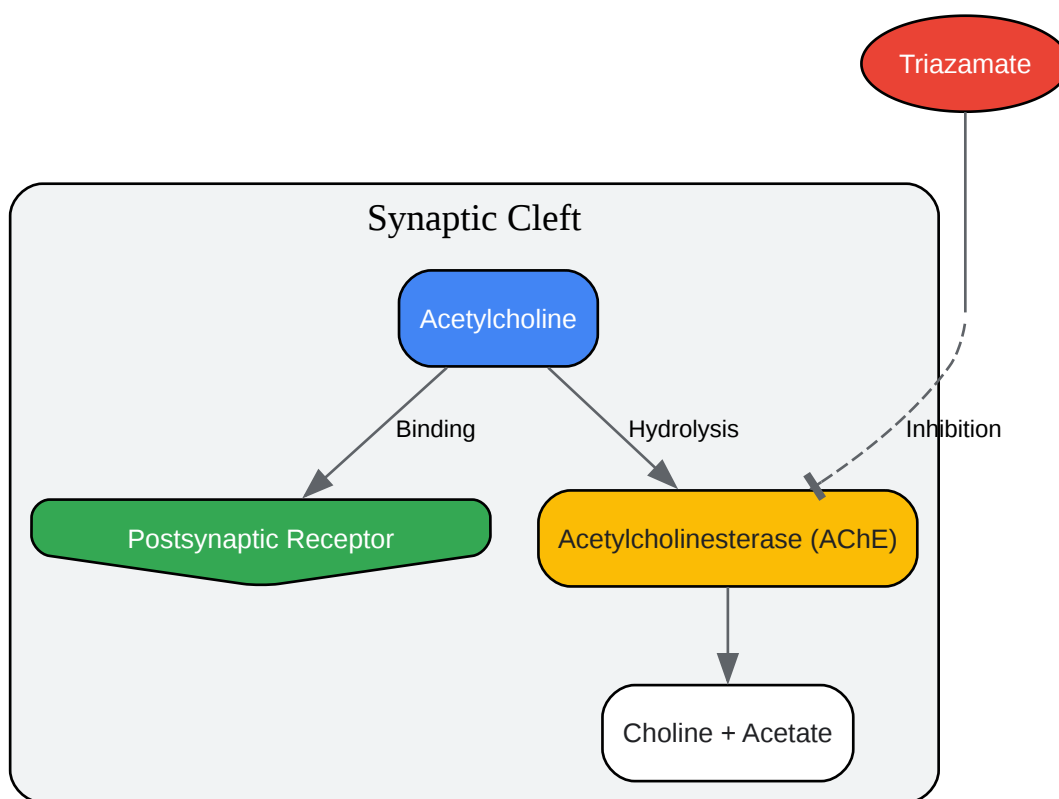 Triazamate
Synaptic Cleft
Acetylcholine
Binding
Hydrolysis
Inhibition
Postsynaptic Receptor
Acetylcholinesterase (AChE)
Choline + Acetate